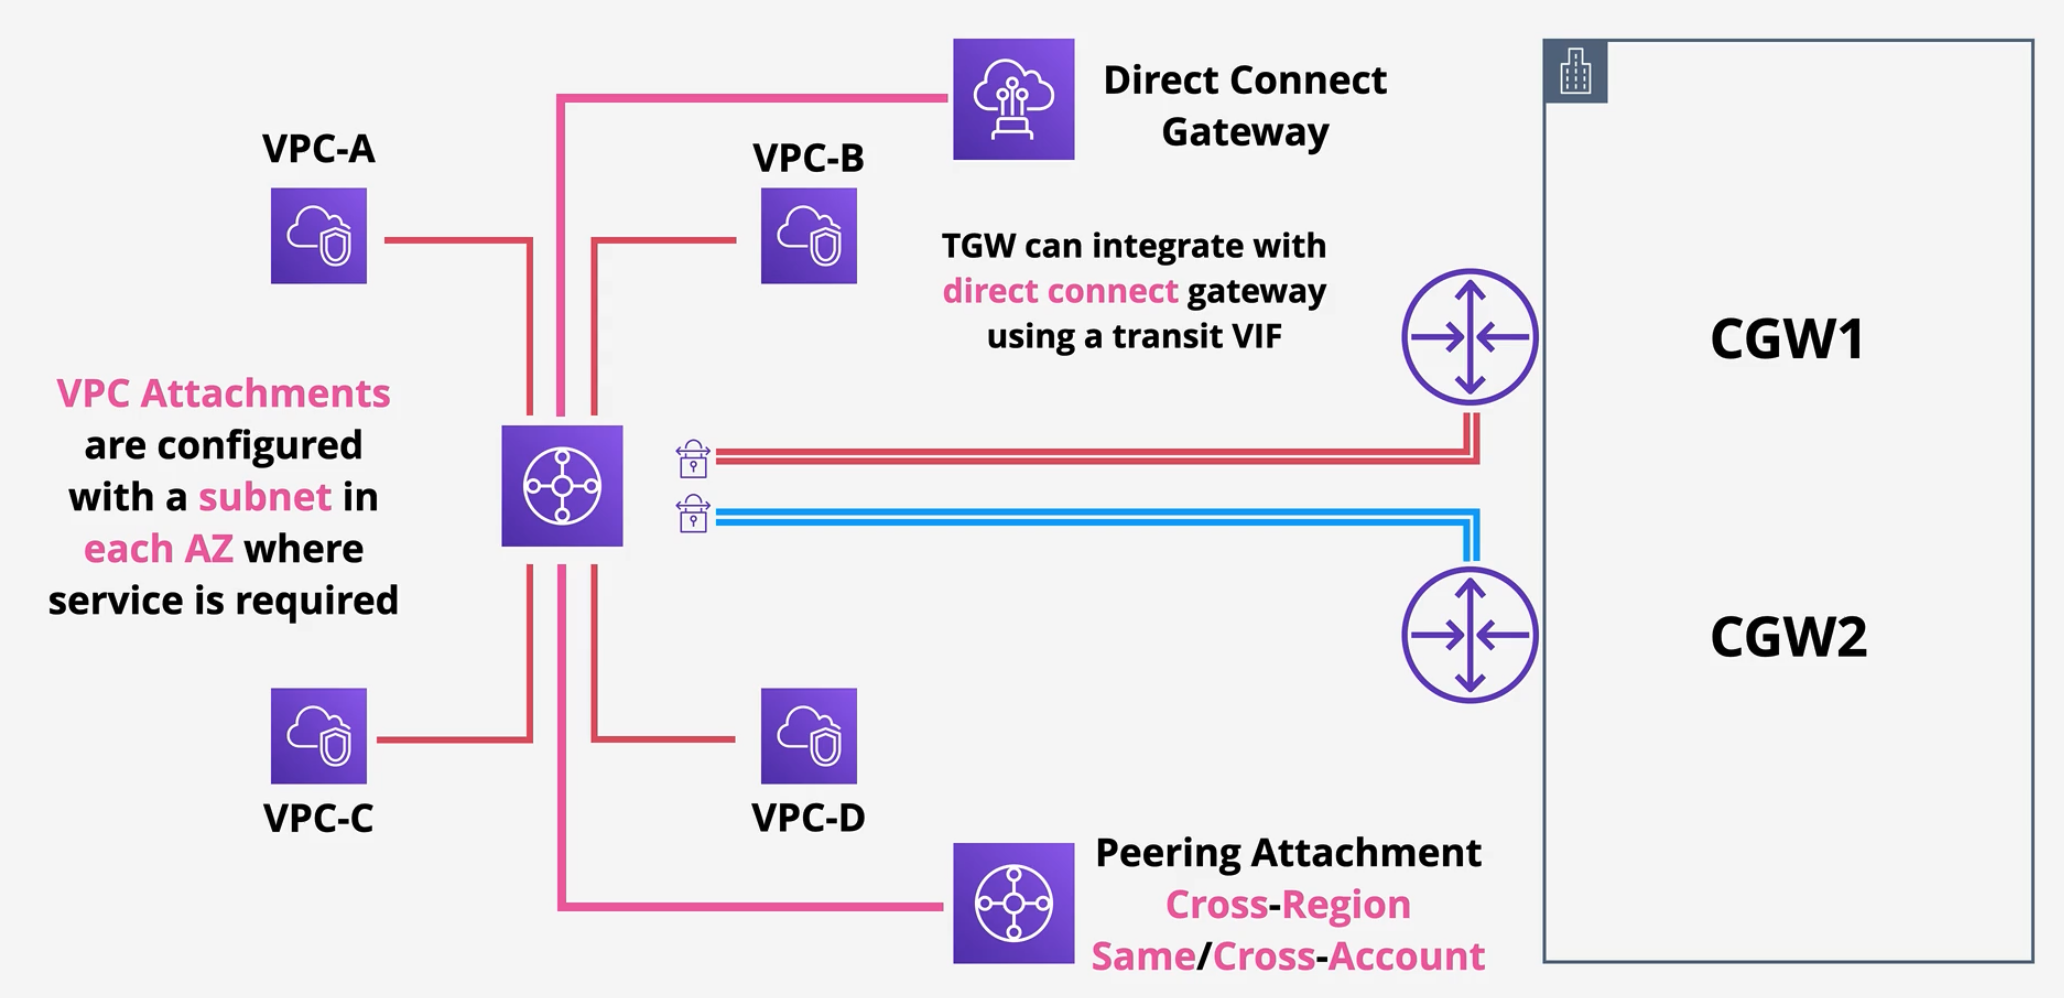 Direct Connect
Gateway
VPC-A
VPC-B
TGW can integrate with
direct connect gateway
using a transit VIF
CGW1
VPC Attachments
are configured
with a subnet in
each AZ where
service is required
CGW2
VPC-C
VPC-D
Peering Attachment
Cross-Region
Same/Cross-Account